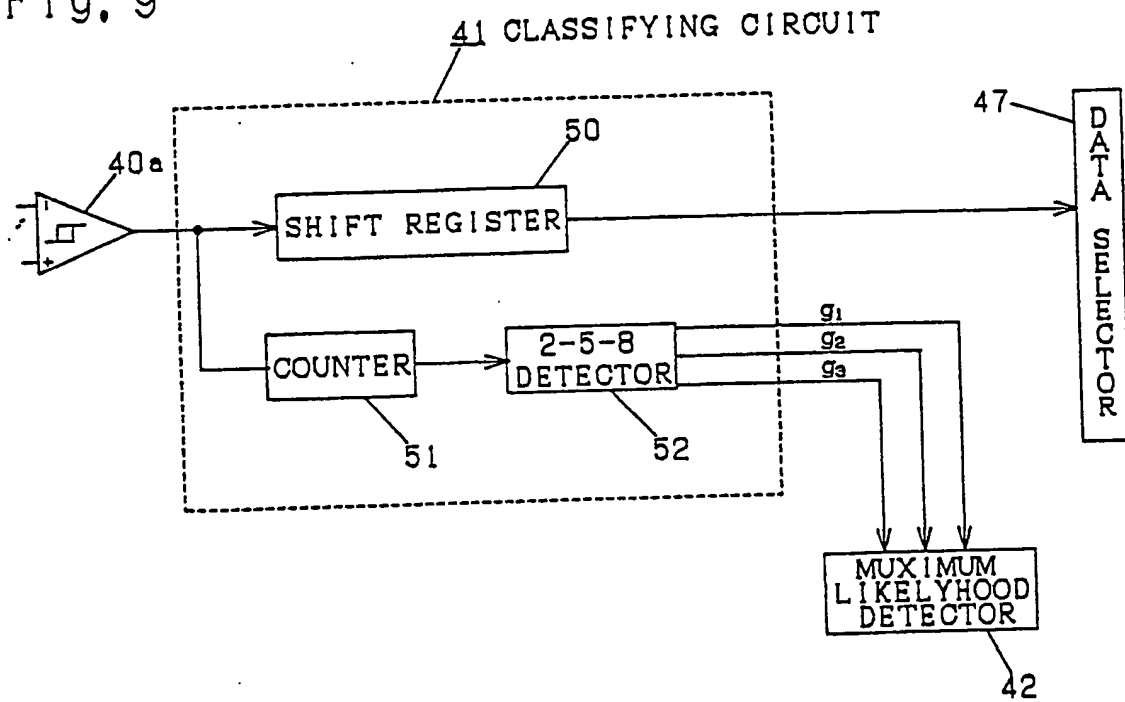 Fig. 9
41 CLASSIFYING CIRCUIT
47
DATA SELECTOR
50
40a
SHIFT REGISTER
-
+
g1
2-5-8
g2
COUNTER
DETECTOR
g3
51
52
MUXIMUM
LIKELYHOOD
DETECTOR
42